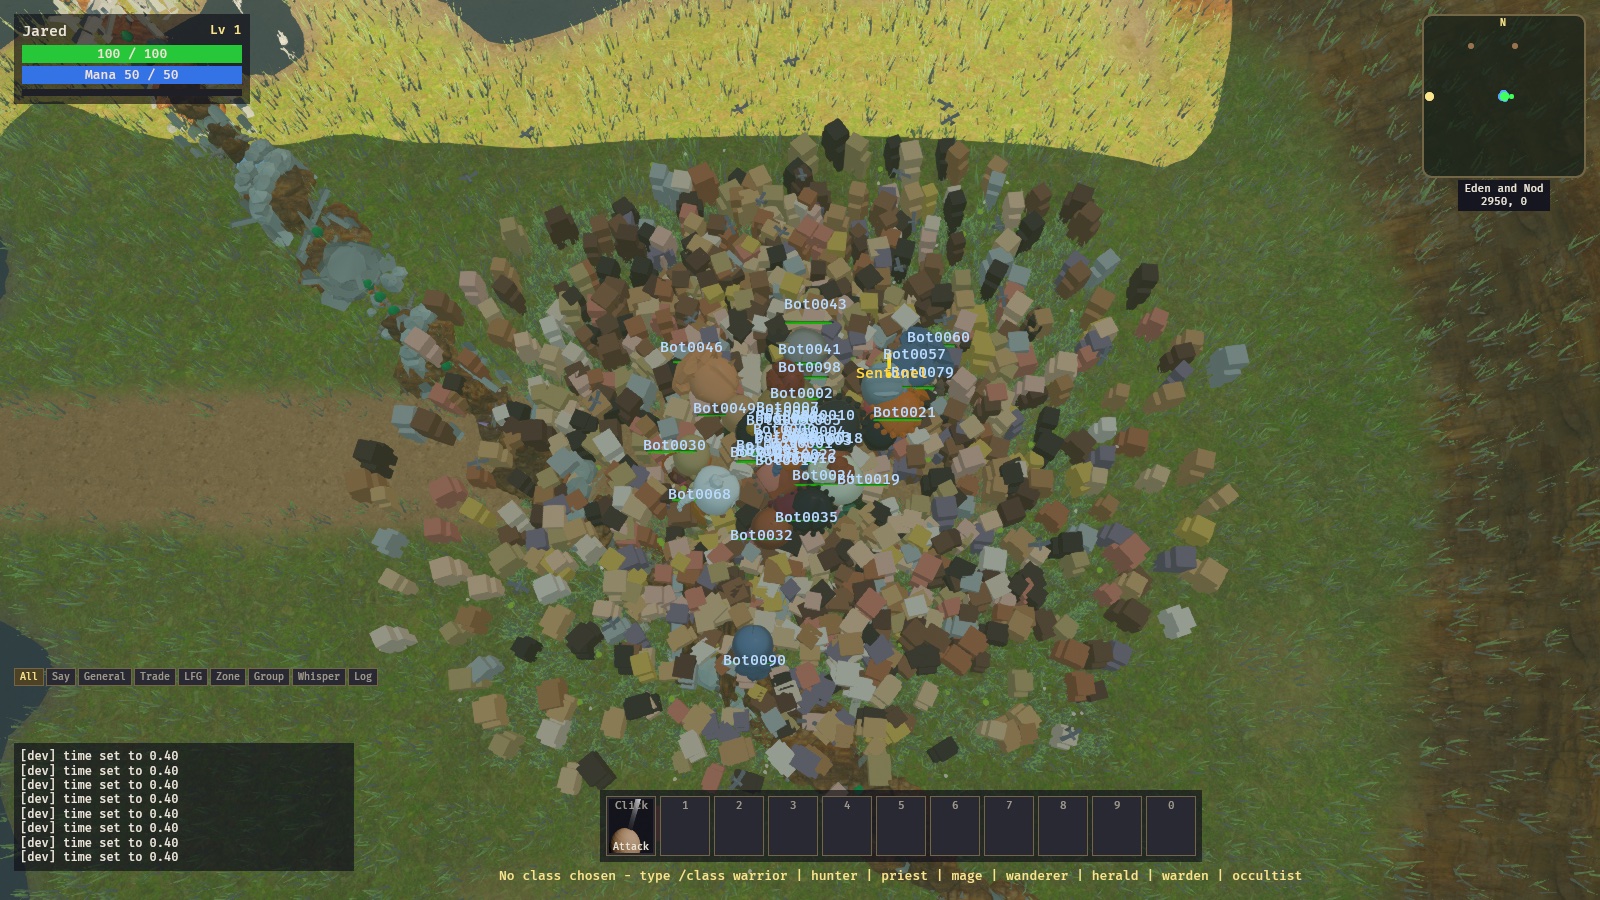 Jared Lv 1
100 / 100
Mana 50 / 50
N
Eden and Nod
2950, 0
Bot0043
Bot0060
Bot0046
Bot0041
Bot0057
Bot0098
Sentinel
0079
Bot0002
Bot0049
Bot0007
Bot0021
Bot0030
Bot0068
Bot0019
Bot0035
Bot0032
Bot0090
All Say General Trade LFG Zone Group Whisper Log
[dev] time set to 0.40
[dev] time set to 0.40
[dev] time set to 0.40
[dev] time set to 0.40
[dev] time set to 0.40
[dev] time set to 0.40
[dev] time set to 0.40
[dev] time set to 0.40
Click 1 2 3 4 5 6 7 8 9 0
Attack
No class chosen - type /class warrior | hunter | priest | mage | wanderer | herald | warden | occultist